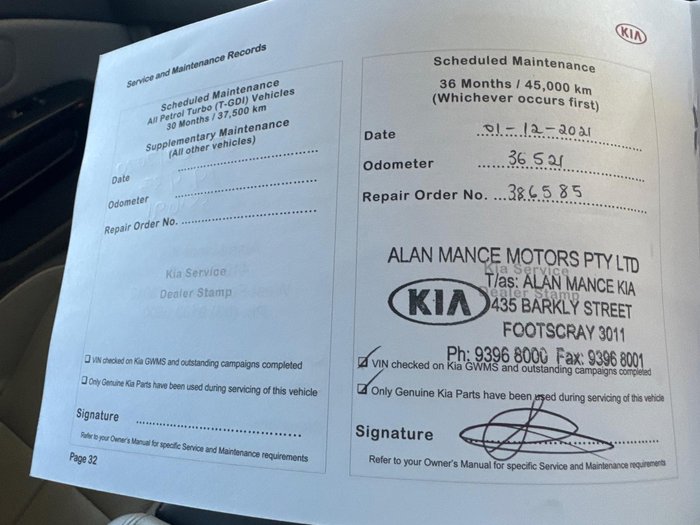 Service and Maintenance Records
Scheduled Maintenance
All Petrol Turbo (T-GDI) Vehicles
30 Months / 37,500 km
Supplementary Maintenance
(All other vehicles)
Date
Odometer
Repair Order No.
Kia Service
Dealer Stamp
VIN checked on Kia GWMS and outstanding campaigns completed
Only Genuine Kia Parts have been used during servicing of this vehicle
Signature
Refer to your Owner's Manual for specific Service and Maintenance requirements
Page 32
KIA
Scheduled Maintenance
36 Months / 45,000 km
(Whichever occurs first)
Date 01-12-2021
Odometer 36521
Repair Order No. 386585
ALAN MANCE MOTORS PTY LTD
Kia Service
T/as: ALAN MANCE KIA
Dealer Stamp
KIA 435 BARKLY STREET
FOOTSCRAY 3011
Ph: 9396 8000 Fax: 9396 8001
VIN checked on Kia GWMS and outstanding campaigns completed
Only Genuine Kia Parts have been used during servicing of this vehicle
Signature
Refer to your Owner's Manual for specific Service and Maintenance requirements